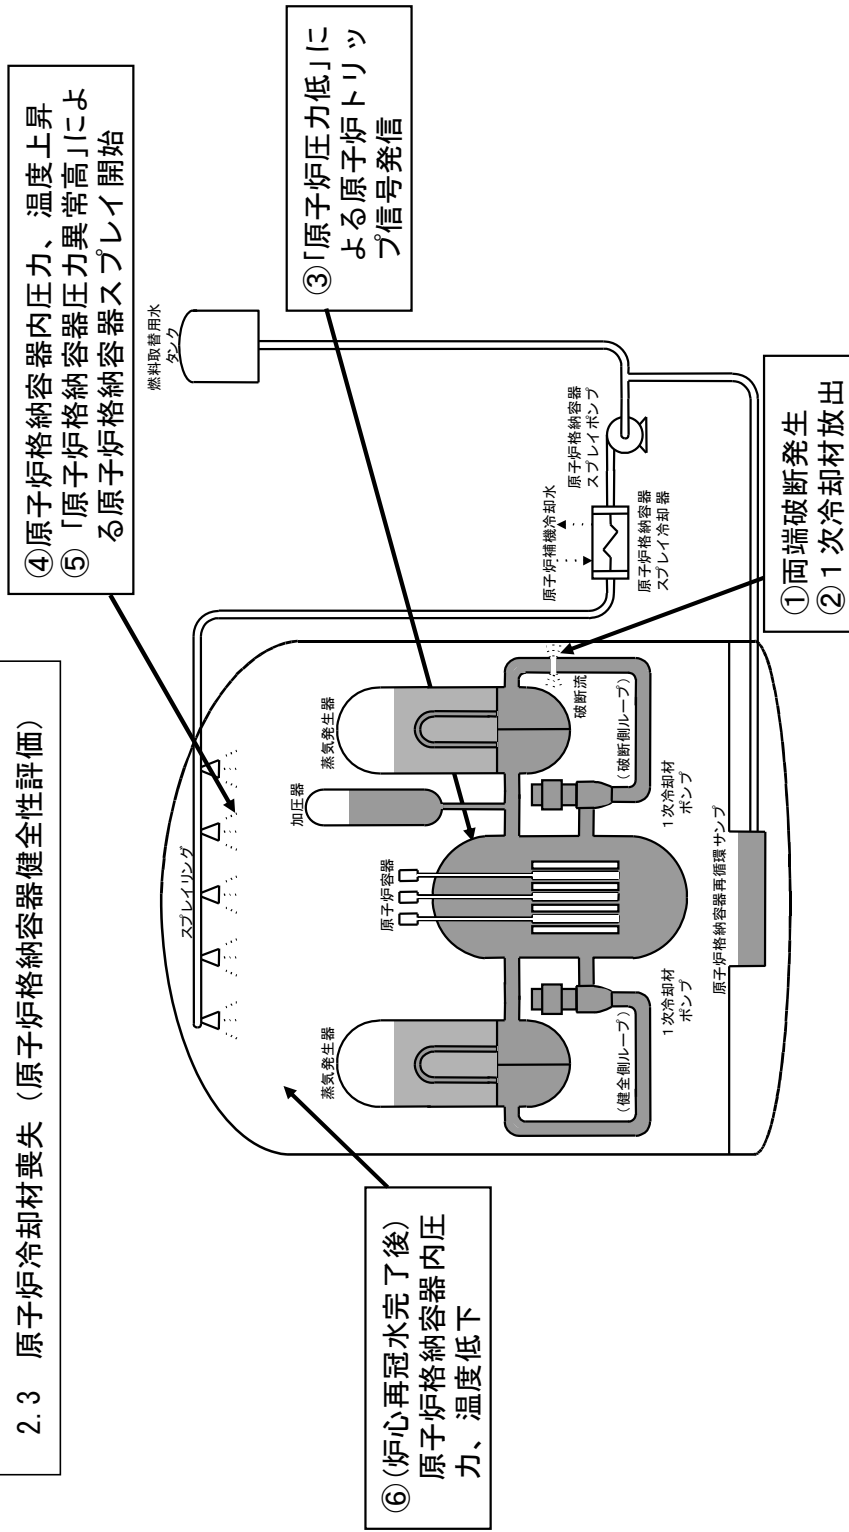 2.3 原子炉冷却材喪失（原子炉格納容器健全性評価）
④原子炉格納容器内圧力、温度上昇
⑤「原子炉格納容器圧力異常高」によ
る原子炉格納容器スプレイ開始
③「原子炉圧力低」に
よる原子炉トリッ
プ信号発信
⑥(炉心再冠水完了後)
原子炉格納容器内圧
力、温度低下
①両端破断発生
②１次冷却材放出
燃料取替用水
タンク
スプレイリング
蒸気発生器
原子炉容器
加圧器
蒸気発生器
原子炉補機冷却水
原子炉格納容器
スプレイポンプ
原子炉格納容器
スプレイ冷却器
破断流
（健全側ループ）
１次冷却材
ポンプ
１次冷却材
ポンプ
（破断側ループ）
原子炉格納容器再循環サンプ